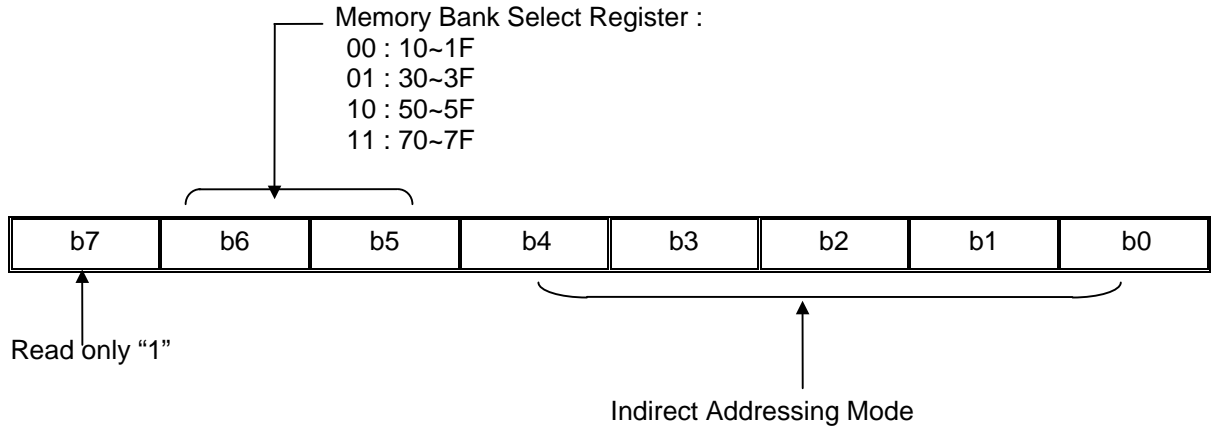 Memory Bank Select Register :
00 : 10~1F
01 : 30~3F
10 : 50~5F
11 : 70~7F
b7 b6 b5 b4 b3 b2 b1 b0
Read only “1”
Indirect Addressing Mode